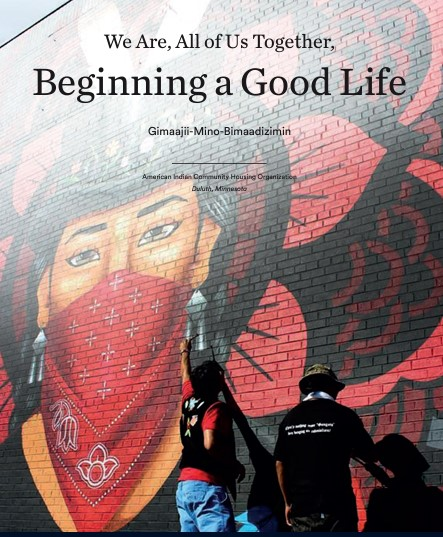 We Are, All of Us Together,
Beginning a Good Life
Gimaajii-Mino-Bimaadizimin
American Indian Community Housing Organization
Duluth, Minnesota